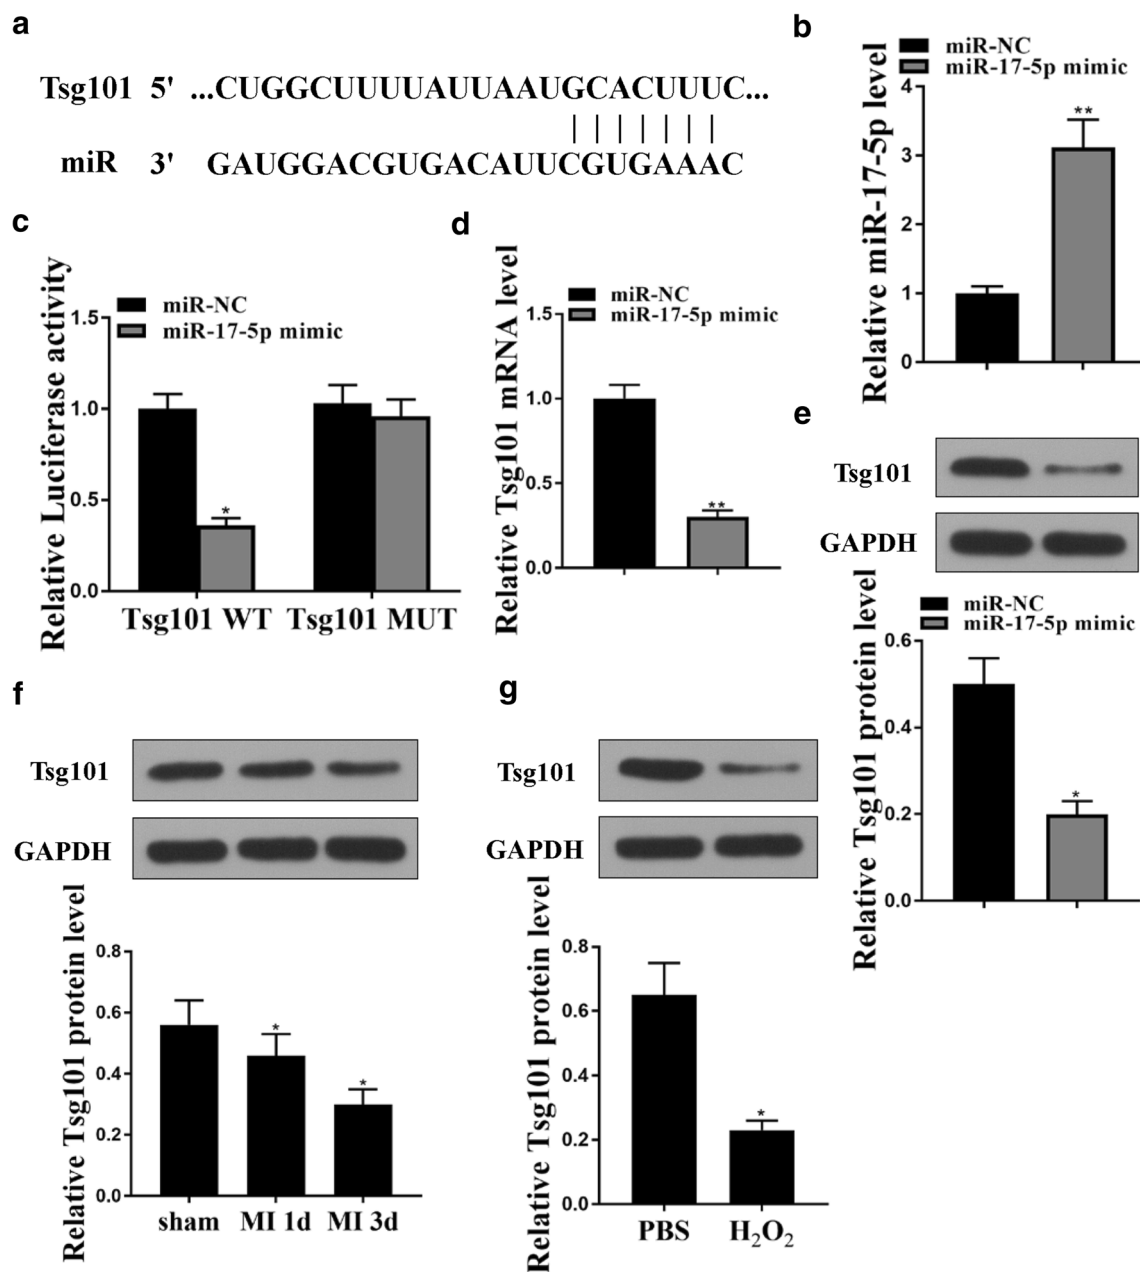 a
Tsg101 5' ...CUGGCUUUUAUUAAUGCACUUUC...
miR 3' GAUGGACGUGACAUUCGUGAAAC
b
Relative miR-17-5p level
miR-NC
miR-17-5p mimic
4
**
3
2
1
0
c
Relative Luciferase activity
miR-NC
miR-17-5p mimic
1.5
1.0
*
0.5
0.0
Tsg101 WT Tsg101 MUT
d
Relative Tsg101 mRNA level
miR-NC
miR-17-5p mimic
1.5
1.0
0.5
**
0.0
e
Tsg101
GAPDH
Relative Tsg101 protein level
miR-NC
miR-17-5p mimic
0.6
0.4
*
0.2
0.0
f
Tsg101
GAPDH
Relative Tsg101 protein level
0.8
0.6
*
0.4
*
0.2
0.0
sham MI 1d MI 3d
g
Tsg101
GAPDH
Relative Tsg101 protein level
0.8
0.6
0.4
*
0.2
0.0
PBS H₂O₂